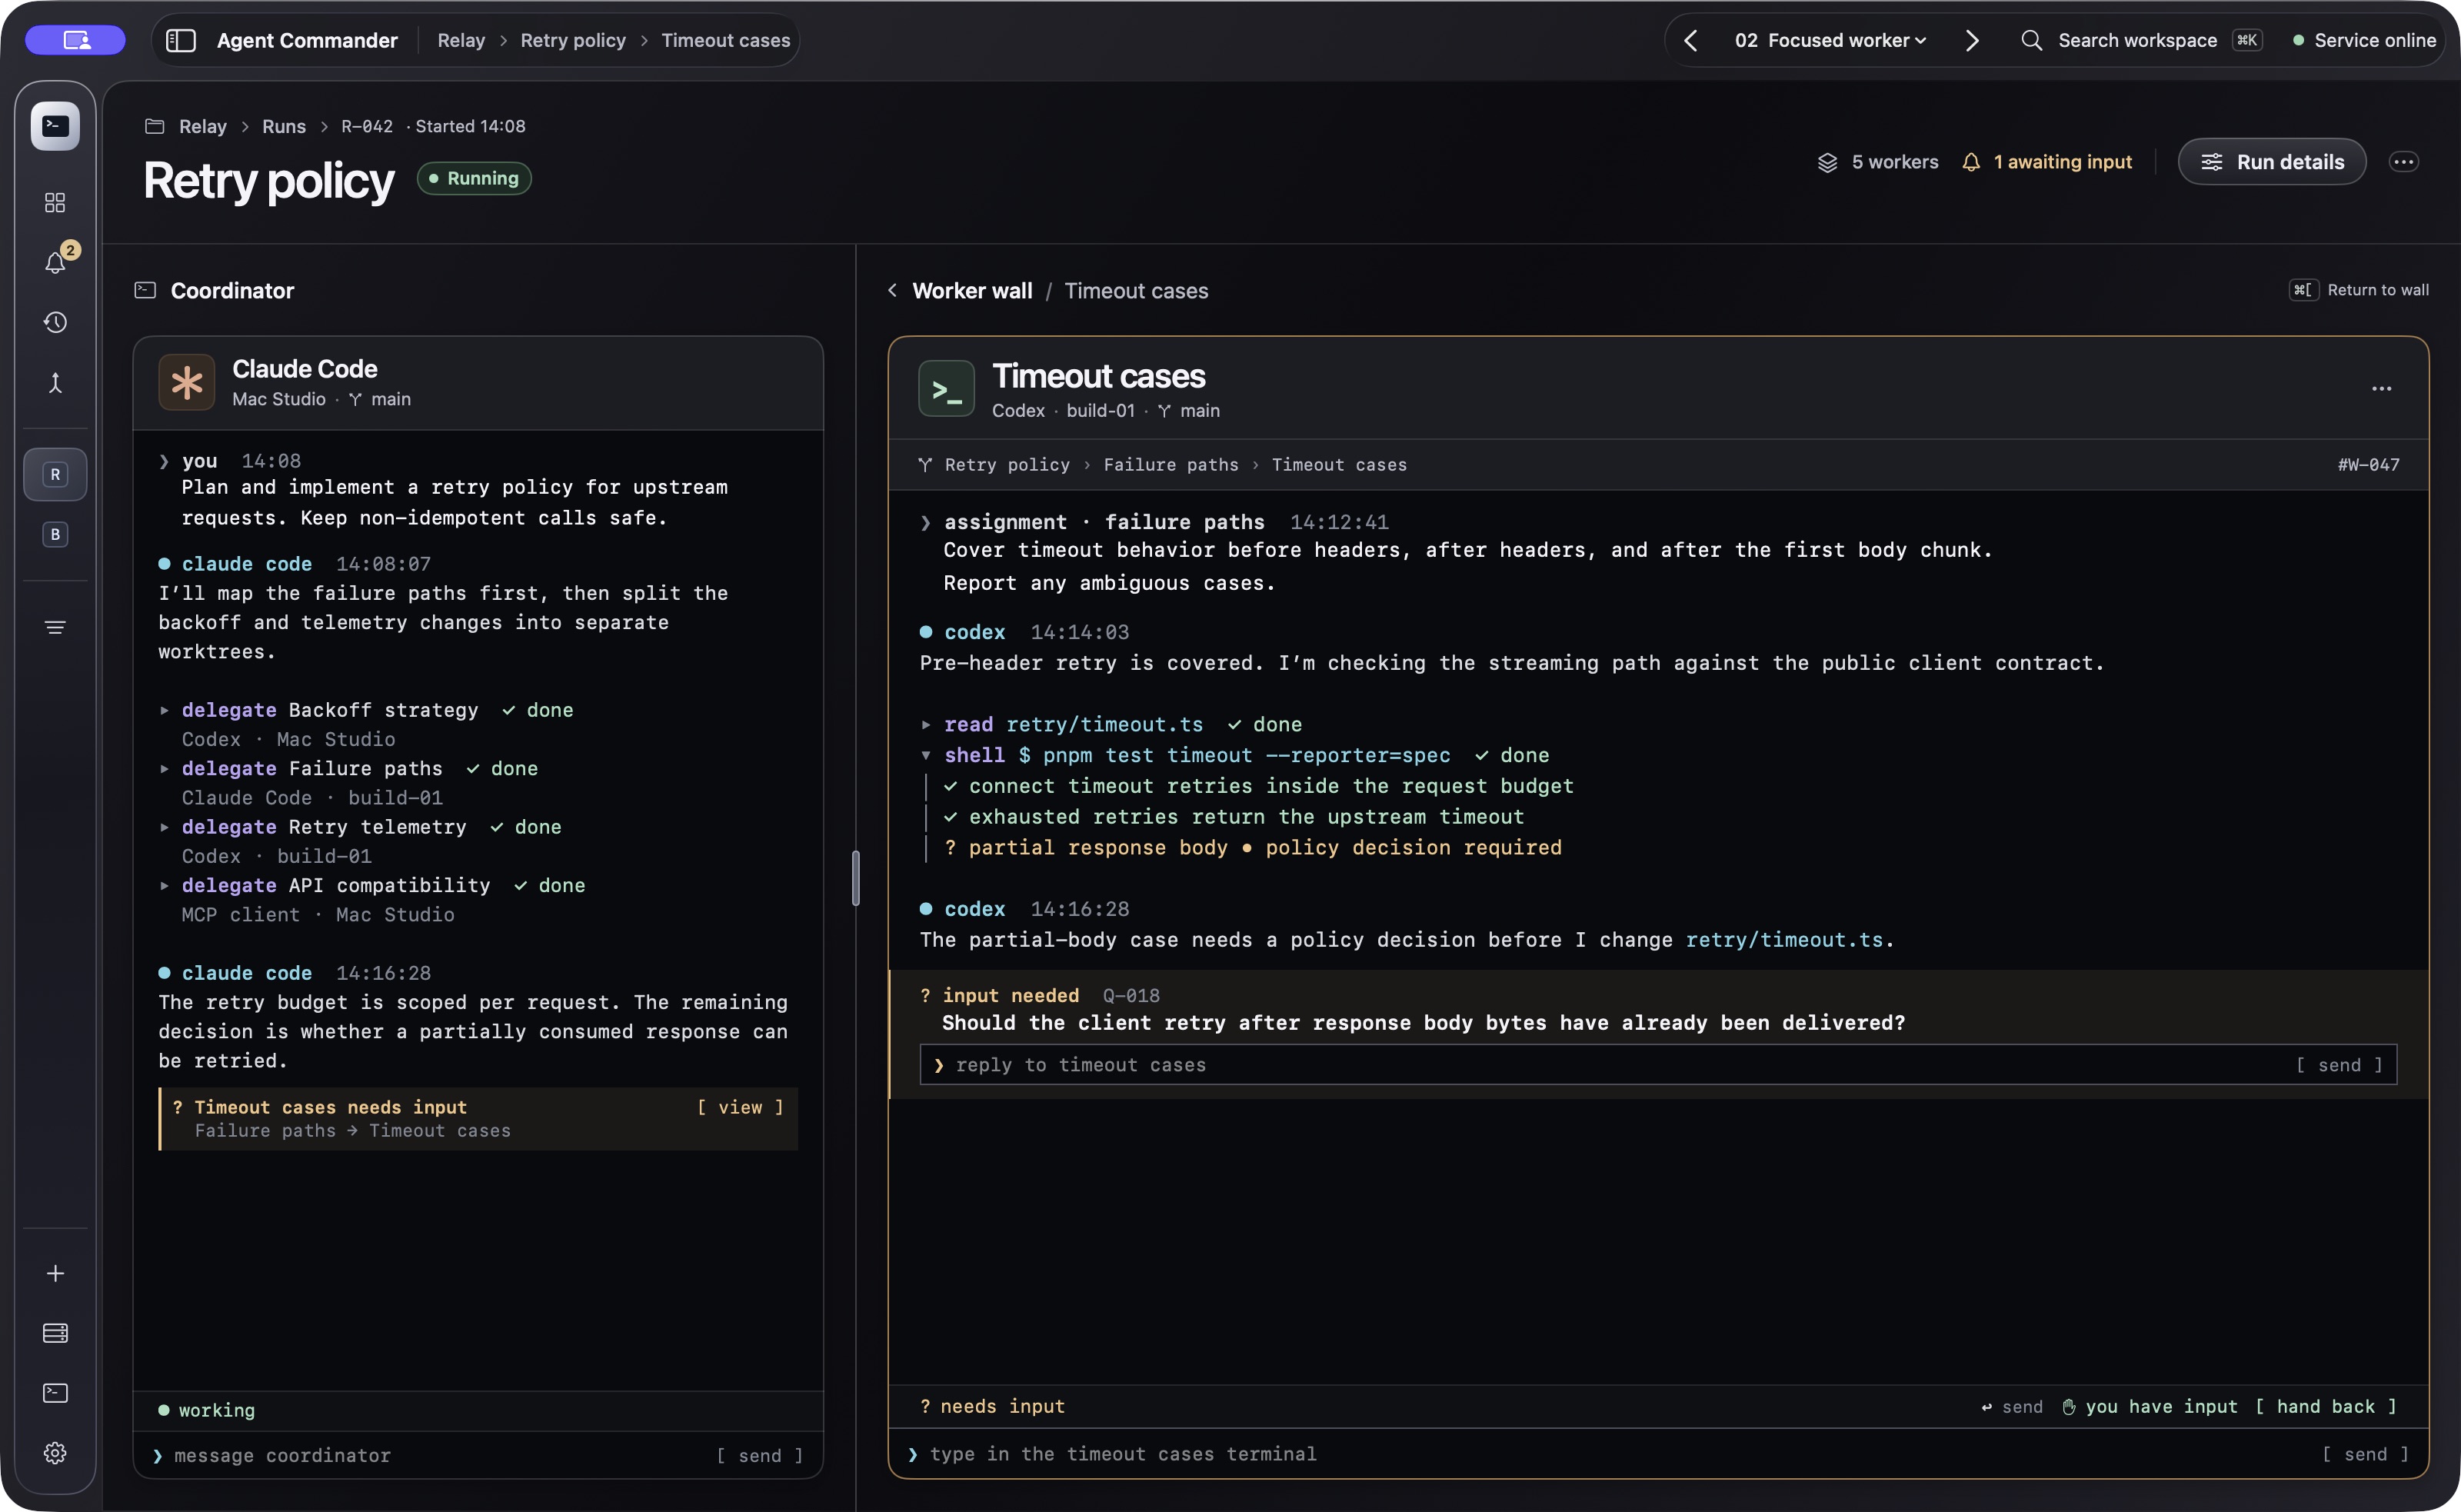 Agent Commander Relay > Retry policy > Timeout cases
02 Focused worker
Search workspace ⌘K
Service online
>_
2
R
B
Relay > Runs > R-042 · Started 14:08
Retry policy
Running
5 workers
1 awaiting input
Run details
Coordinator
Claude Code
Mac Studio · main
❯ you 14:08
Plan and implement a retry policy for upstream
requests. Keep non-idempotent calls safe.
claude code 14:08:07
I’ll map the failure paths first, then split the
backoff and telemetry changes into separate
worktrees.
▸ delegate Backoff strategy ✓ done
Codex · Mac Studio
▸ delegate Failure paths ✓ done
Claude Code · build-01
▸ delegate Retry telemetry ✓ done
Codex · build-01
▸ delegate API compatibility ✓ done
MCP client · Mac Studio
claude code 14:16:28
The retry budget is scoped per request. The remaining
decision is whether a partially consumed response can
be retried.
? Timeout cases needs input [ view ]
Failure paths → Timeout cases
working
❯ message coordinator [ send ]
Worker wall / Timeout cases
⌘[ Return to wall
>_
Timeout cases
Codex · build-01 · main
Retry policy › Failure paths › Timeout cases #W-047
❯ assignment · failure paths 14:12:41
Cover timeout behavior before headers, after headers, and after the first body chunk.
Report any ambiguous cases.
codex 14:14:03
Pre-header retry is covered. I’m checking the streaming path against the public client contract.
▸ read retry/timeout.ts ✓ done
▾ shell $ pnpm test timeout --reporter=spec ✓ done
✓ connect timeout retries inside the request budget
✓ exhausted retries return the upstream timeout
? partial response body ● policy decision required
codex 14:16:28
The partial-body case needs a policy decision before I change retry/timeout.ts.
? input needed Q-018
Should the client retry after response body bytes have already been delivered?
❯ reply to timeout cases [ send ]
? needs input ↩ send you have input [ hand back ]
❯ type in the timeout cases terminal [ send ]